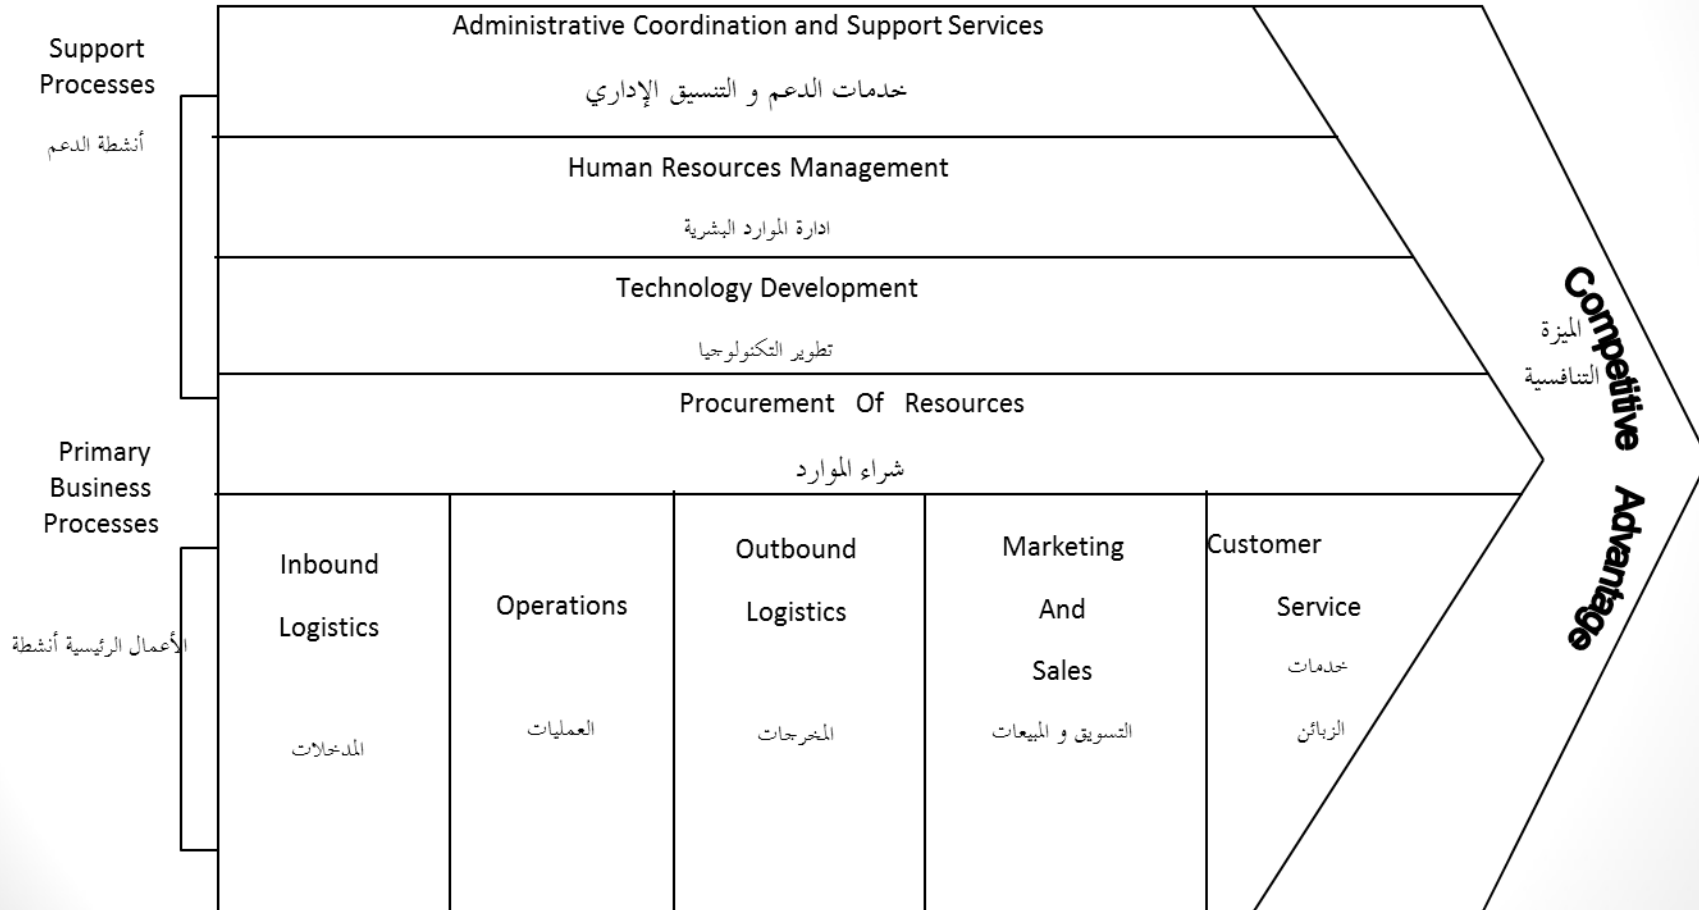 Support
Processes
أنشطة الدعم
Administrative Coordination and Support Services
خدمات الدعم و التنسيق الإداري
Human Resources Management
ادارة الموارد البشرية
Technology Development
تطوير التكنولوجيا
Procurement Of Resources
شراء الموارد
Primary
Business
Processes
الأعمال الرئيسية أنشطة
Inbound
Logistics
المدخلات
Operations
العمليات
Outbound
Logistics
المخرجات
Marketing
And
Sales
التسويق و المبيعات
Customer
Service
خدمات
الزبائن
الميزة
التنافسية
Competitive Advantage